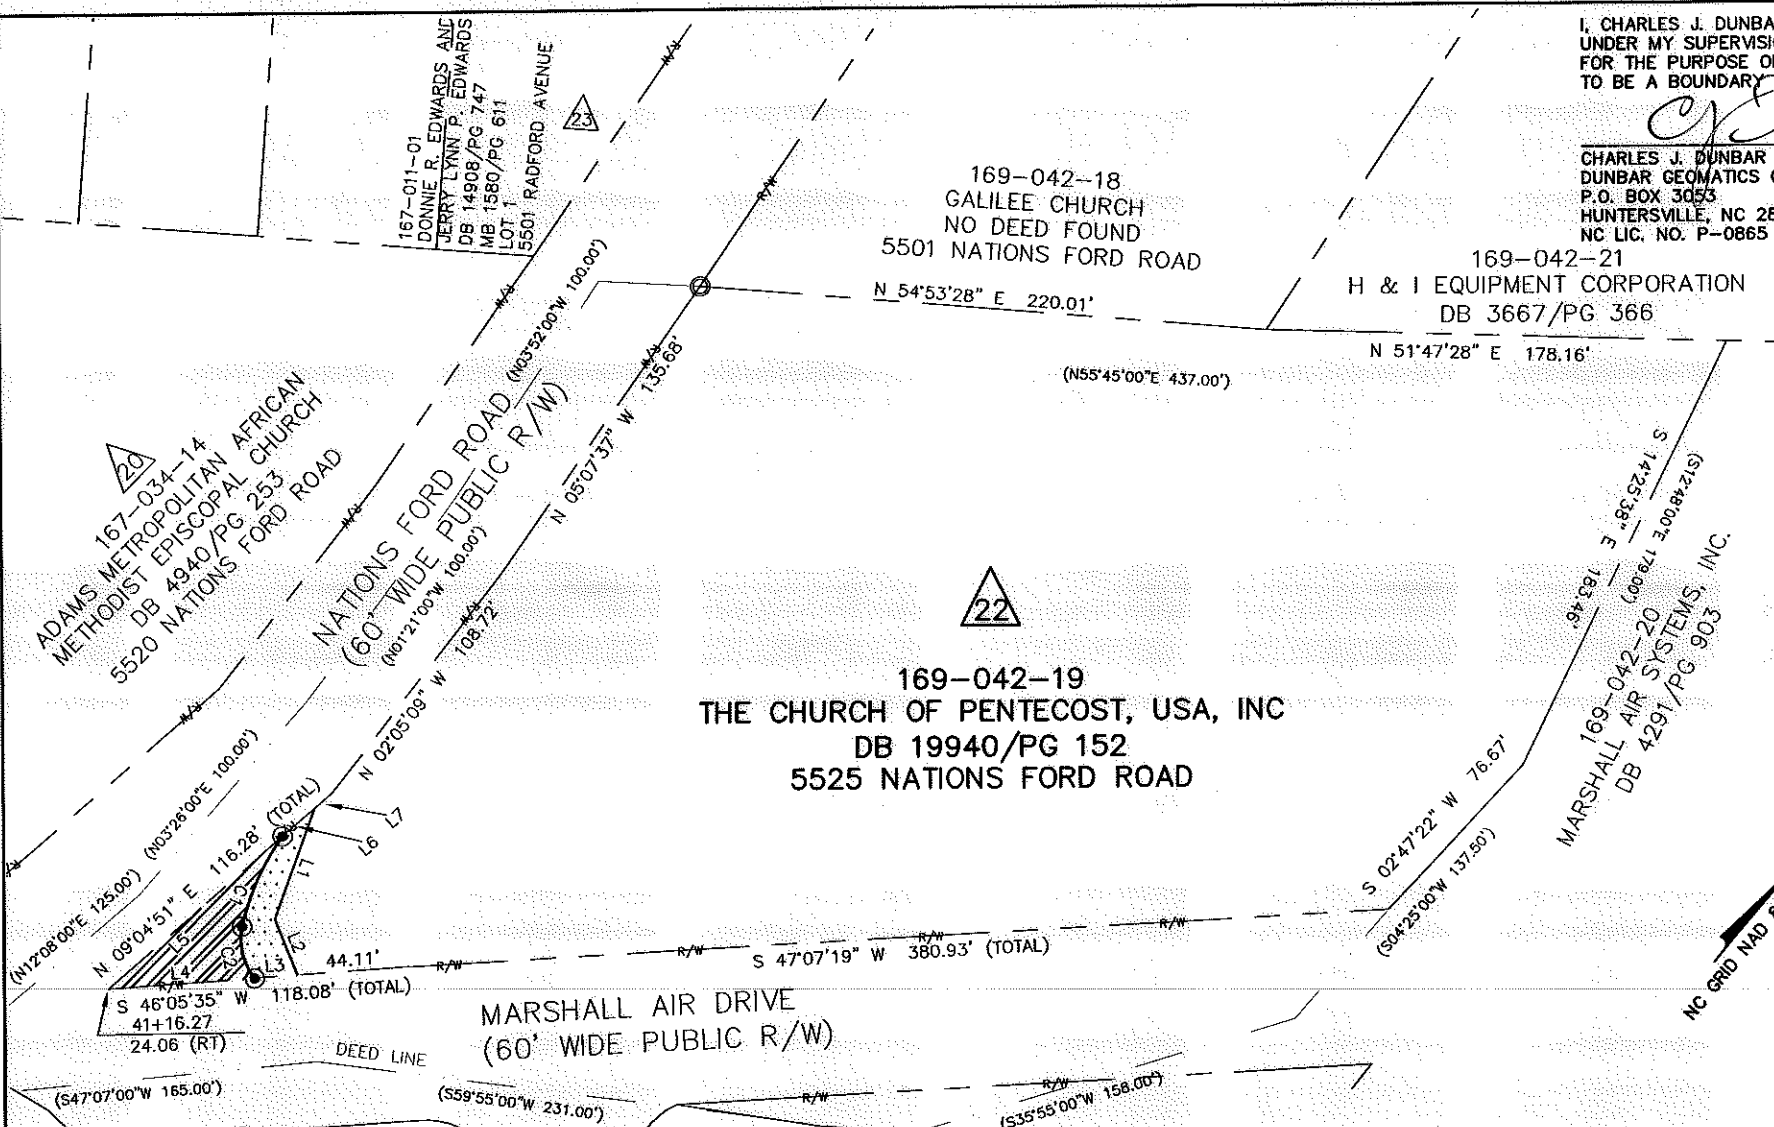 I, CHARLES J. DUNBA
UNDER MY SUPERVISI
FOR THE PURPOSE O
TO BE A BOUNDARY
CHARLES J. DUNBAR
DUNBAR GEOMATICS
P.O. BOX 3053
HUNTERSVILLE, NC 28
NC LIC. NO. P-0865
167-011-01
DONNIE R. EDWARDS AND
JERRY LYNN P. EDWARDS
DB 14908/PG 747
MB 1580/PG 611
LOT 1
5501 RADFORD AVENUE
23
R/W
R/W
169-042-18
GALILEE CHURCH
NO DEED FOUND
5501 NATIONS FORD ROAD
169-042-21
H & I EQUIPMENT CORPORATION
DB 3667/PG 366
N 54°53'28" E 220.01'
N 51°47'28" E 178.16'
(N55°45'00"E 437.00')
R/W
(N03°52'00"W 100.00')
R/W
N 05°07'37" W 135.68'
20
167-034-14
ADAMS METROPOLITAN AFRICAN
METHODIST EPISCOPAL CHURCH
DB 4940/PG 253
5520 NATIONS FORD ROAD
R/W
NATIONS FORD ROAD
(60' WIDE PUBLIC R/W)
(N01°21'00"W 100.00')
R/W
N 02°05'09" W 108.72'
S 14°25'38" E 183.46'
(S12°48'00"E 179.00')
22
169-042-19
THE CHURCH OF PENTECOST, USA, INC
DB 19940/PG 152
5525 NATIONS FORD ROAD
169-042-20
MARSHALL AIR SYSTEMS, INC.
DB 4291/PG 903
R/W
S 02°47'22" W 76.67'
(S04°25'00"W 137.50')
R/W
(N03°26'00"E 100.00')
(N12°08'00"E 125.00')
N 09°04'51" E 116.28' (TOTAL)
L7
L6
L1
C1
L5
L2
C2
L4
L3
R/W
44.11'
R/W
R/W
S 47°07'19" W 380.93' (TOTAL)
R/W
R/W
S 46°05'35" W 118.08' (TOTAL)
41+16.27
24.06 (RT)
MARSHALL AIR DRIVE
(60' WIDE PUBLIC R/W)
NC GRID NAD 8
DEED LINE
(S47°07'00"W 165.00')
(S59°55'00"W 231.00')
R/W
R/W
(S35°55'00"W 158.00')